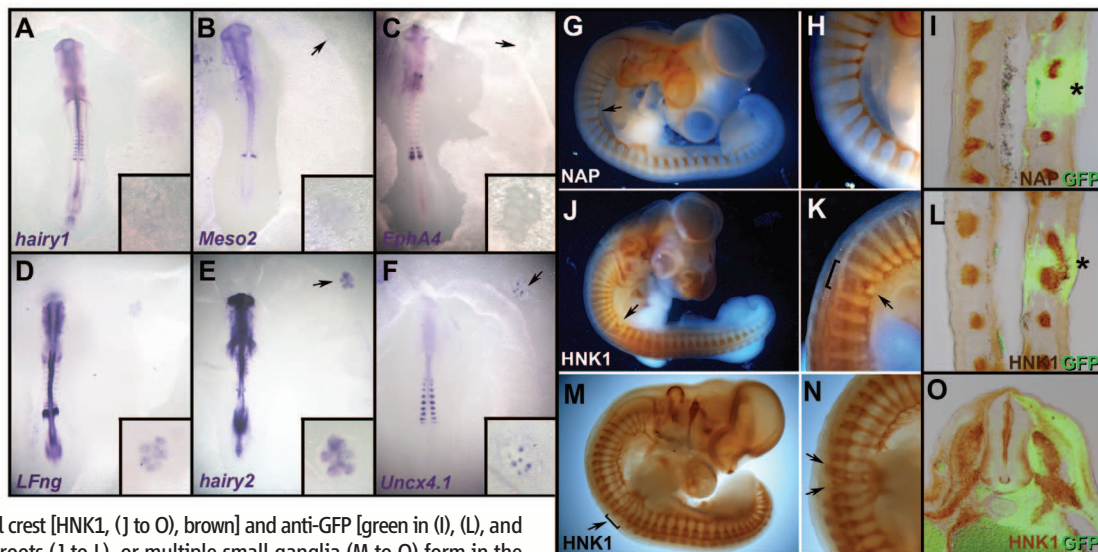 A
B
C
G
H
I
hairy1
Meso2
EphA4
NAP
NAP GFP
*
D
E
F
J
K
L
LFng
hairy2
Uncx4.1
HNK1
HNK1 GFP
*
M
N
O
HNK1
HNK1 GFP
l crest [HNK1, (J to O), brown] and anti-GFP [green in (I), (L), and
roots (J to L), or multiple small ganglia (M to O) form in the